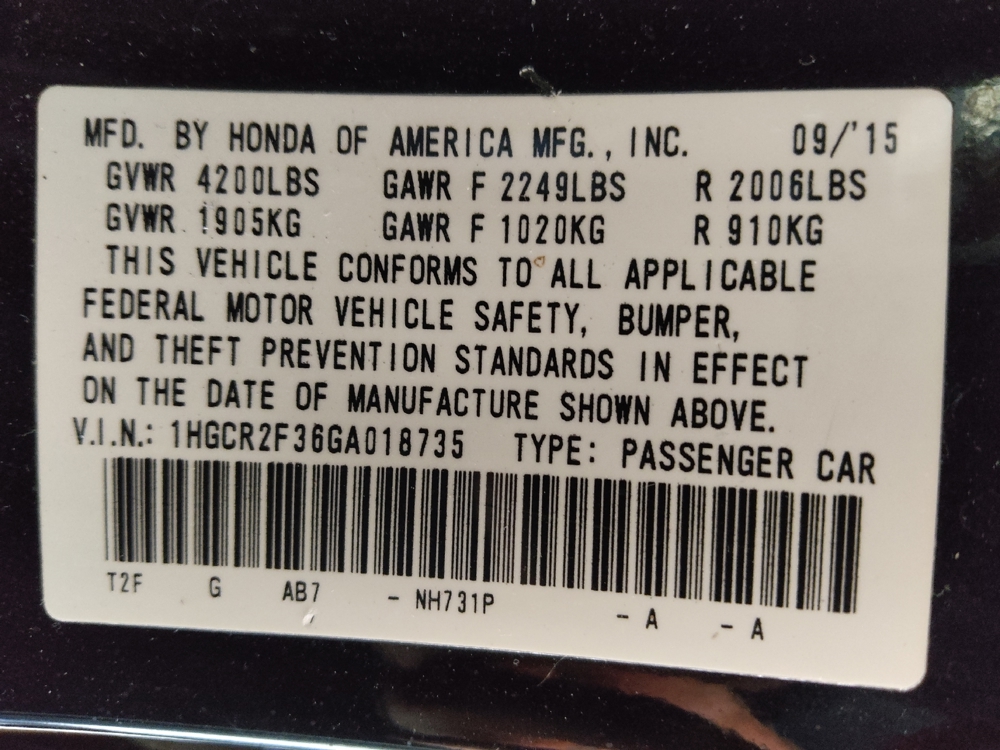 MFD. BY HONDA OF AMERICA MFG., INC. 09/'15
GVWR 4200LBS GAWR F 2249LBS R 2006LBS
GVWR 1905KG GAWR F 1020KG R 910KG
THIS VEHICLE CONFORMS TO ALL APPLICABLE
FEDERAL MOTOR VEHICLE SAFETY, BUMPER,
AND THEFT PREVENTION STANDARDS IN EFFECT
ON THE DATE OF MANUFACTURE SHOWN ABOVE.
V.I.N.: 1HGCR2F36GA018735 TYPE: PASSENGER CAR
T2F G AB7 - NH731P - A - A